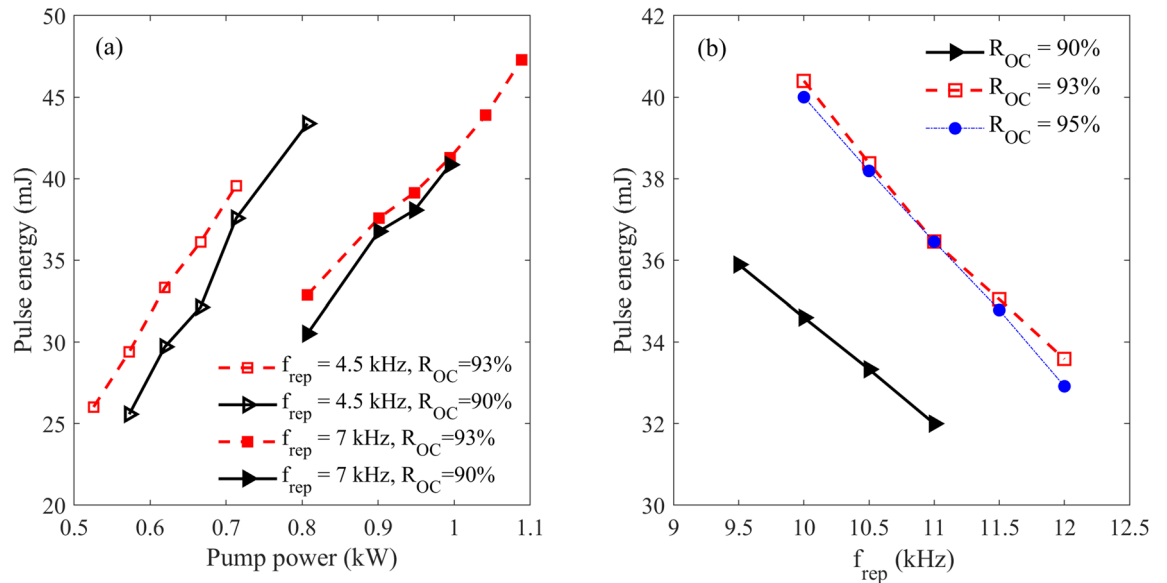 (a)
Pulse energy (mJ)
50
45
40
35
30
25
20
0.5 0.6 0.7 0.8 0.9 1 1.1
Pump power (kW)
f_rep = 4.5 kHz, R_OC=93%
f_rep = 4.5 kHz, R_OC=90%
f_rep = 7 kHz, R_OC=93%
f_rep = 7 kHz, R_OC=90%
(b)
Pulse energy (mJ)
42
40
38
36
34
32
30
9 9.5 10 10.5 11 11.5 12 12.5
f_rep (kHz)
R_OC = 90%
R_OC = 93%
R_OC = 95%